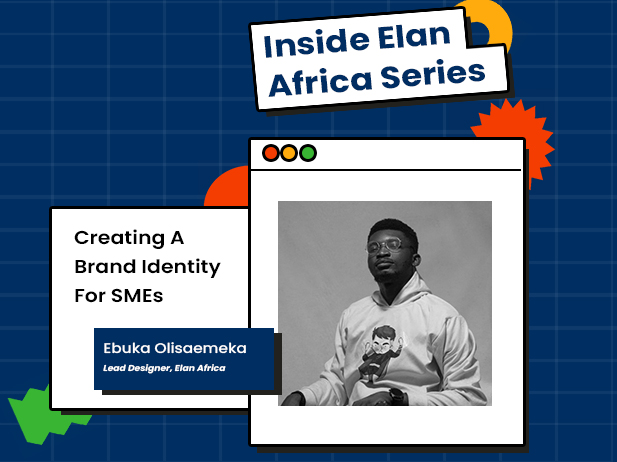 Inside Elan
Africa Series
Creating A
Brand Identity
For SMEs
Ebuka Olisaemeka
Lead Designer, Elan Africa